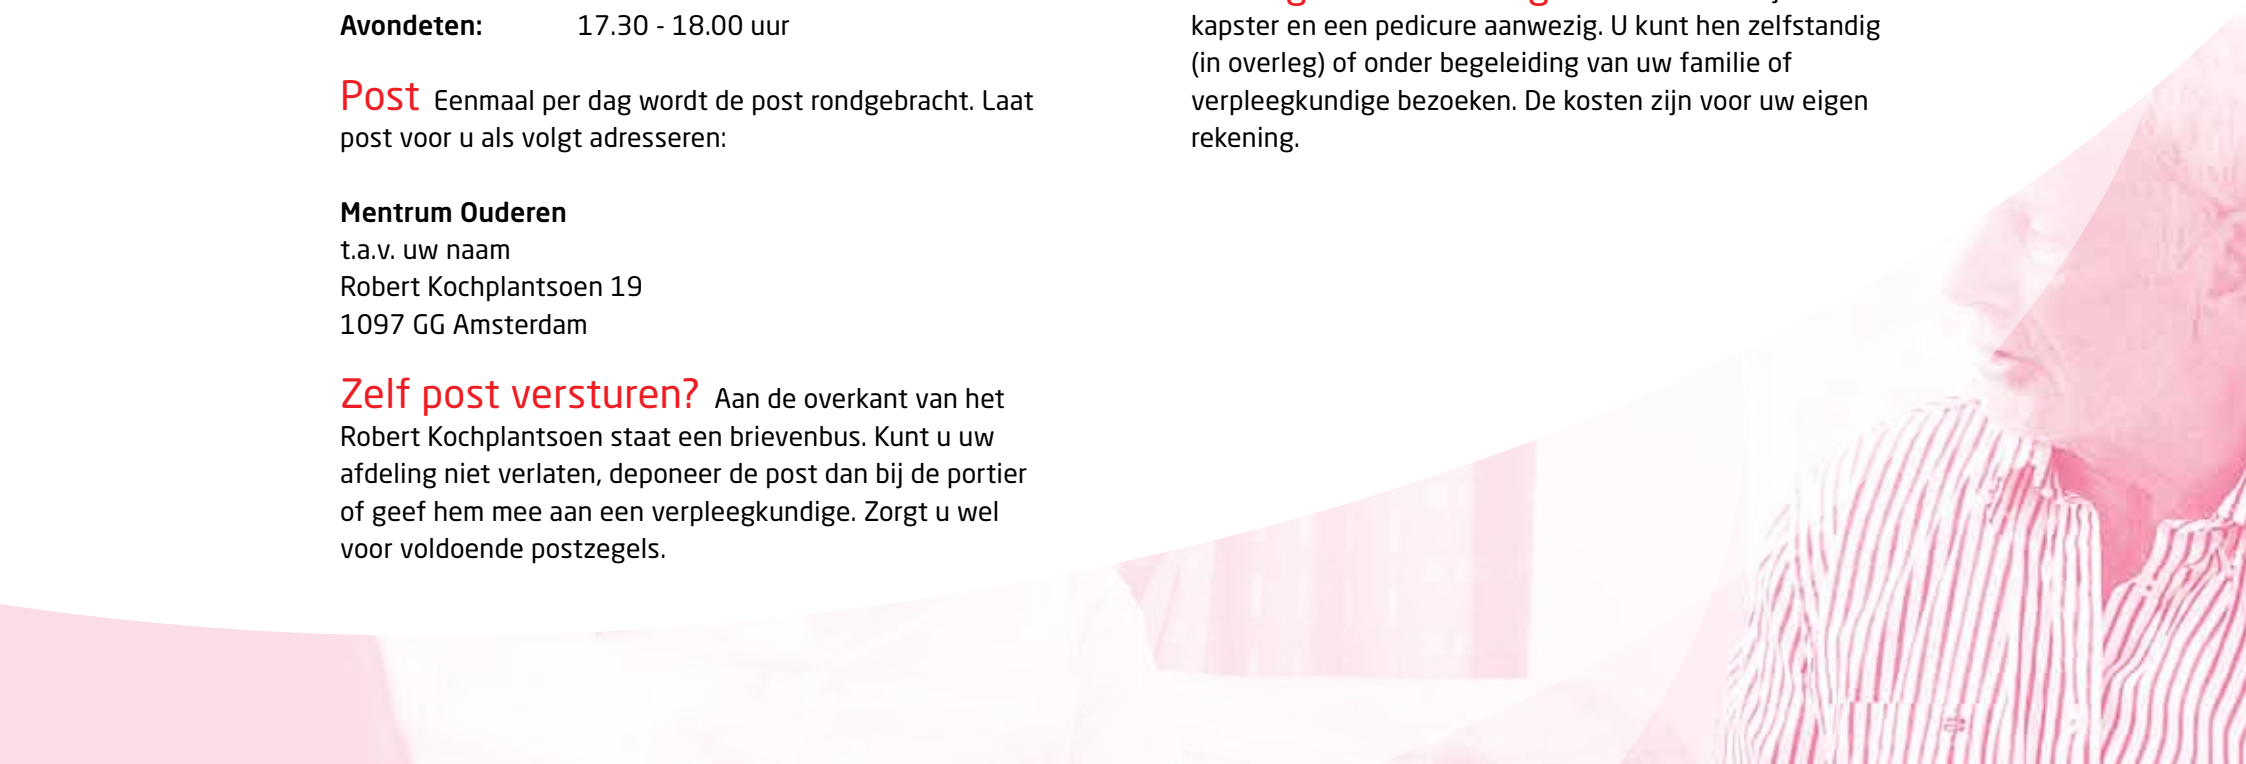 Avondeten: 17.30 - 18.00 uur
Post Eenmaal per dag wordt de post rondgebracht. Laat
post voor u als volgt adresseren:
Mentrum Ouderen
t.a.v. uw naam
Robert Kochplantsoen 19
1097 GG Amsterdam
Zelf post versturen? Aan de overkant van het
Robert Kochplantsoen staat een brievenbus. Kunt u uw
afdeling niet verlaten, deponeer de post dan bij de portier
of geef hem mee aan een verpleegkundige. Zorgt u wel
voor voldoende postzegels.
kapster en een pedicure aanwezig. U kunt hen zelfstandig
(in overleg) of onder begeleiding van uw familie of
verpleegkundige bezoeken. De kosten zijn voor uw eigen
rekening.